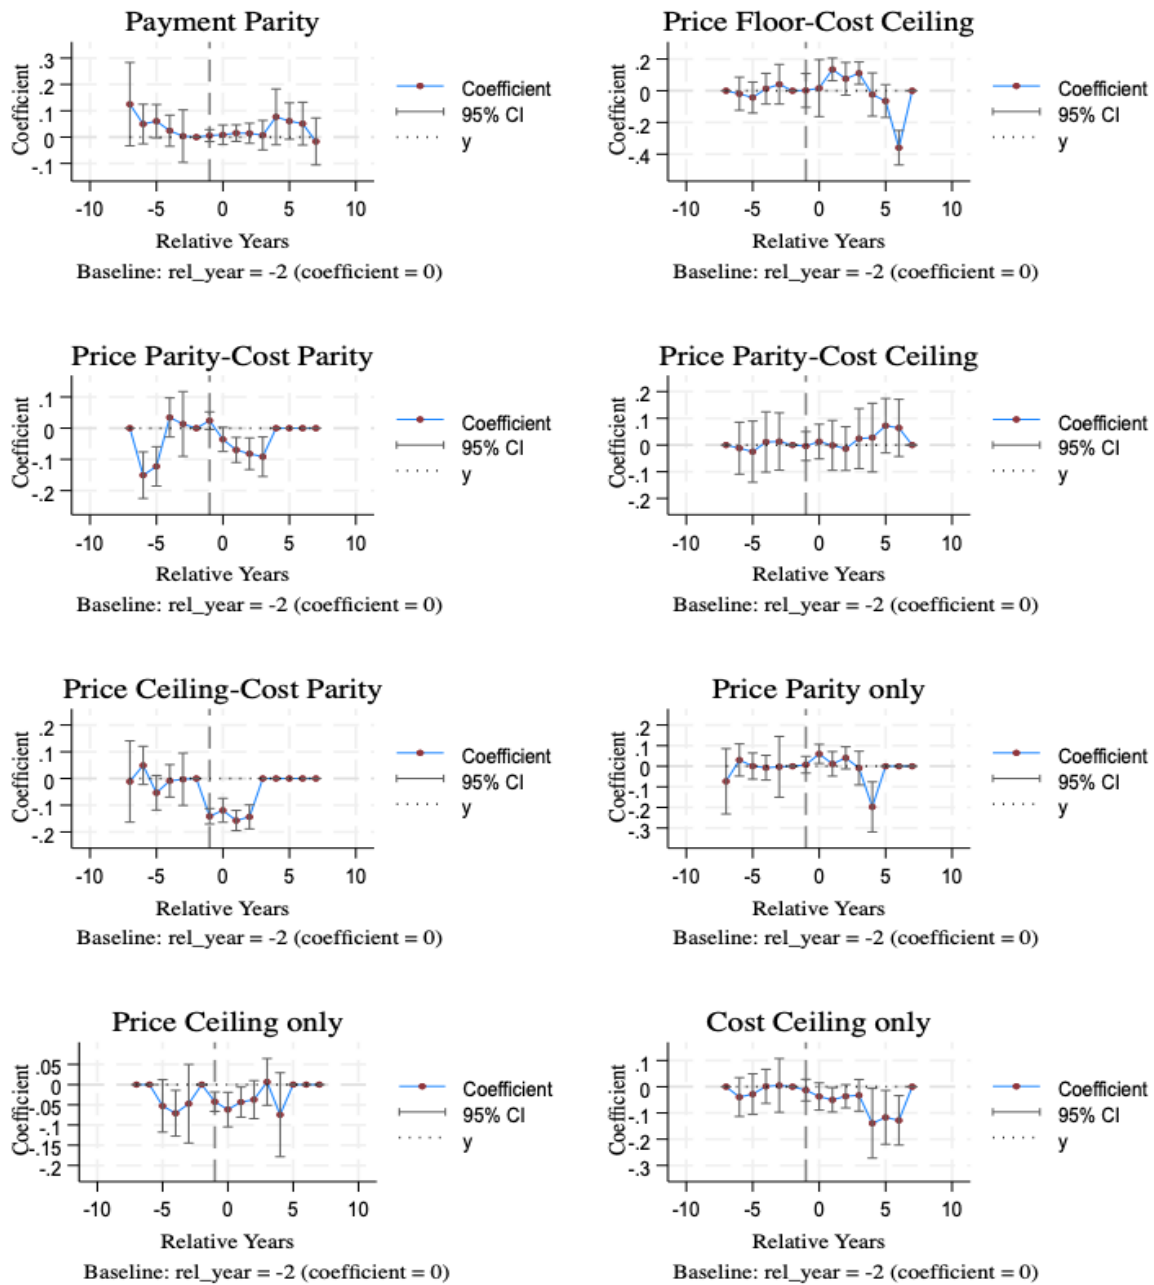 Payment Parity
Coefficient
.3
.2
.1
0
-.1
-10 -5 0 5 10
Relative Years
Baseline: rel_year = -2 (coefficient = 0)
Coefficient
95% CI
y
Price Floor-Cost Ceiling
Coefficient
.2
0
-.2
-.4
-10 -5 0 5 10
Relative Years
Baseline: rel_year = -2 (coefficient = 0)
Coefficient
95% CI
y
Price Parity-Cost Parity
Coefficient
.1
0
-.1
-.2
-10 -5 0 5 10
Relative Years
Baseline: rel_year = -2 (coefficient = 0)
Coefficient
95% CI
y
Price Parity-Cost Ceiling
Coefficient
.2
.1
0
-.1
-.2
-10 -5 0 5 10
Relative Years
Baseline: rel_year = -2 (coefficient = 0)
Coefficient
95% CI
y
Price Ceiling-Cost Parity
Coefficient
.2
.1
0
-.1
-.2
-10 -5 0 5 10
Relative Years
Baseline: rel_year = -2 (coefficient = 0)
Coefficient
95% CI
y
Price Parity only
Coefficient
.2
.1
0
-.1
-.2
-.3
-10 -5 0 5 10
Relative Years
Baseline: rel_year = -2 (coefficient = 0)
Coefficient
95% CI
y
Price Ceiling only
Coefficient
.05
0
-.05
-.1
-.15
-.2
-10 -5 0 5 10
Relative Years
Baseline: rel_year = -2 (coefficient = 0)
Coefficient
95% CI
y
Cost Ceiling only
Coefficient
.1
0
-.1
-.2
-.3
-10 -5 0 5 10
Relative Years
Baseline: rel_year = -2 (coefficient = 0)
Coefficient
95% CI
y